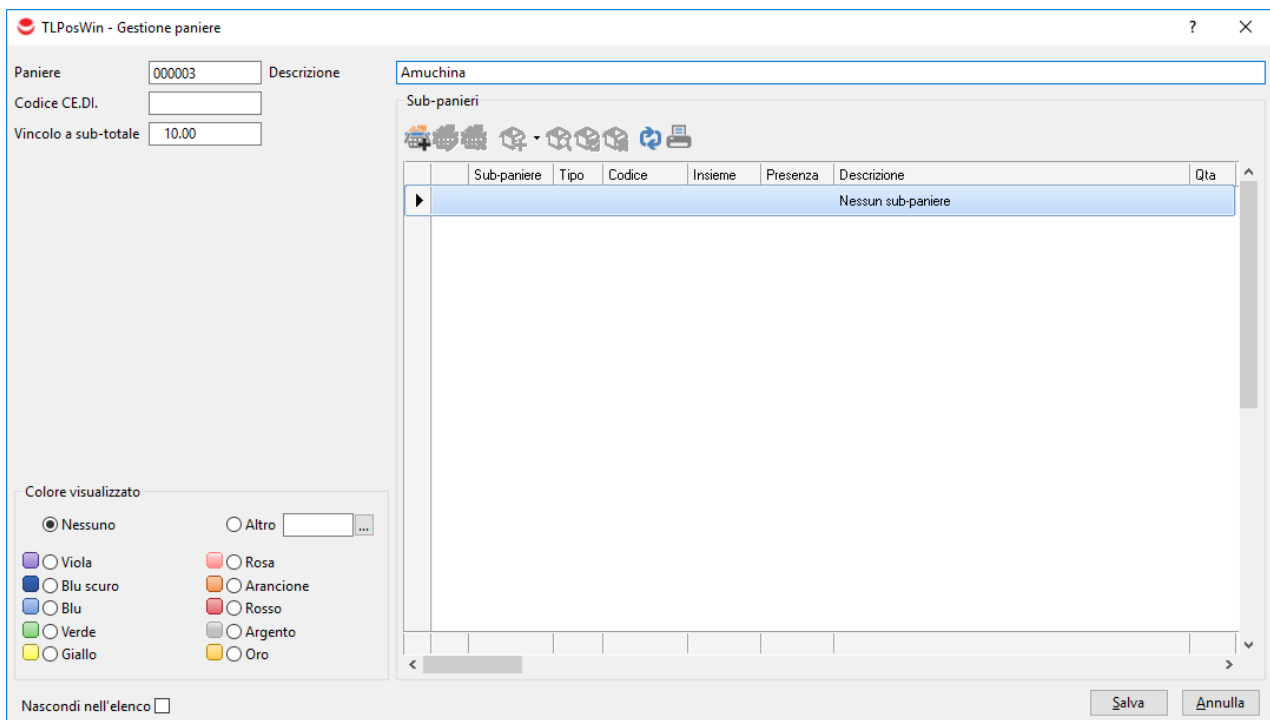 TLPosWin - Gestione paniere
?
Paniere 000003 Descrizione Amuchina
Codice CE.DI.
Vincolo a sub-totale 10.00
Sub-panieri
Sub-paniere Tipo Codice Insieme Presenza Descrizione Qta
Nessun sub-paniere
Colore visualizzato
Nessuno Altro ...
Viola Rosa
Blu scuro Arancione
Blu Rosso
Verde Argento
Giallo Oro
Nascondi nell'elenco
Salva Annulla